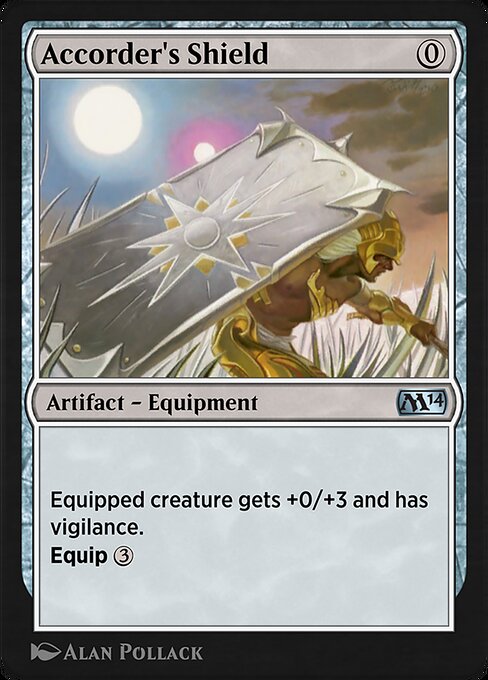 Accorder's Shield 0
Artifact – Equipment M14
Equipped creature gets +0/+3 and has
vigilance.
Equip 3
Alan Pollack